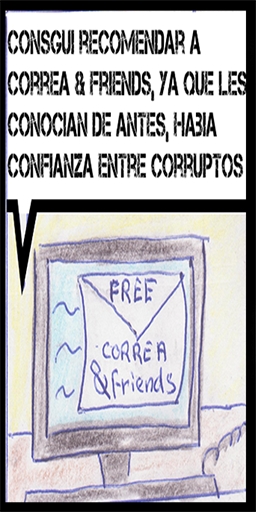 CONSGUI RECOMENDAR A
CORREA & FRIENDS, YA QUE LES
CONOCIAN DE ANTES, HABIA
CONFIANZA ENTRE CORRUPTOS
FREE
CORREA
& friends